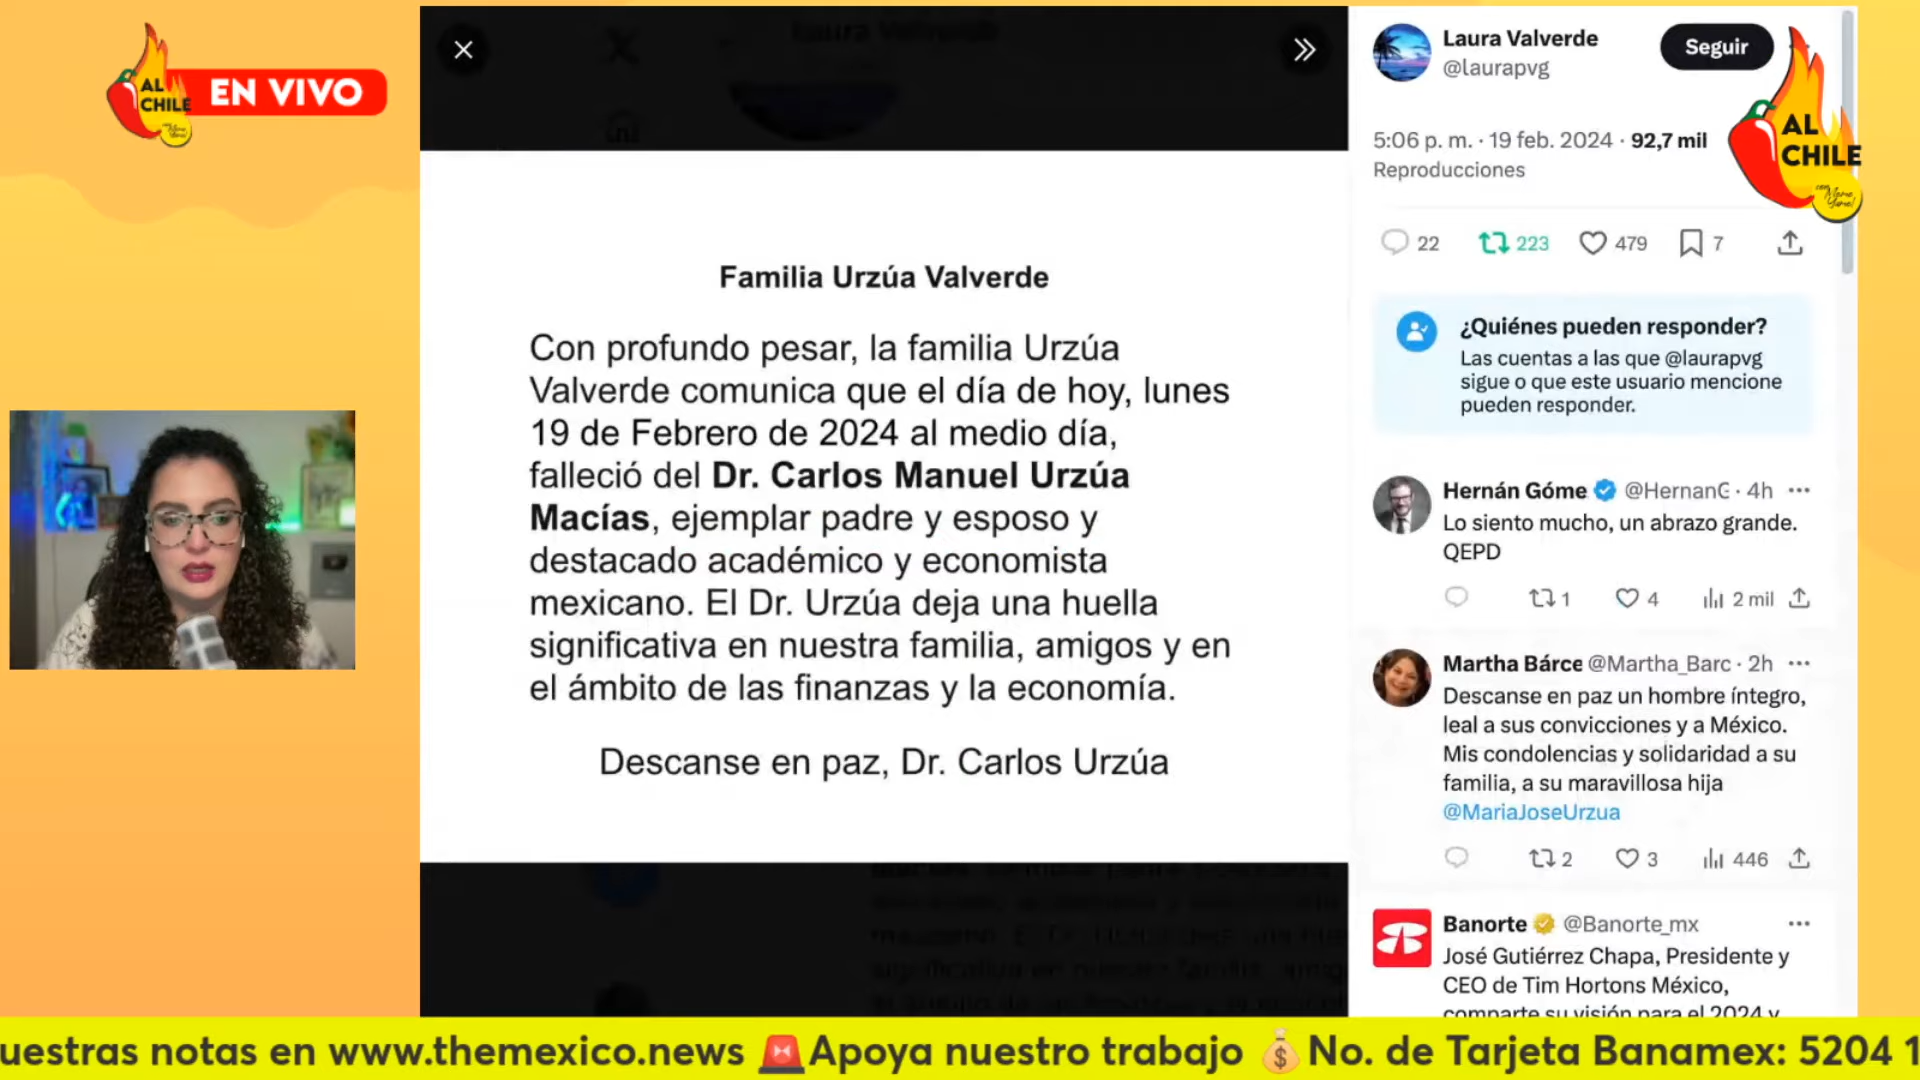 AL
CHILE
EN VIVO
Familia Urzúa Valverde
Con profundo pesar, la familia Urzúa
Valverde comunica que el día de hoy, lunes
19 de Febrero de 2024 al medio día,
falleció del Dr. Carlos Manuel Urzúa
Macías, ejemplar padre y esposo y
destacado académico y economista
mexicano. El Dr. Urzúa deja una huella
significativa en nuestra familia, amigos y en
el ámbito de las finanzas y la economía.
Descanse en paz, Dr. Carlos Urzúa
Laura Valverde
@laurapvg
Seguir
5:06 p. m. · 19 feb. 2024 · 92,7 mil
Reproducciones
AL
CHILE
22 223 479 7
¿Quiénes pueden responder?
Las cuentas a las que @laurapvg
sigue o que este usuario mencione
pueden responder.
Hernán Góme @HernanG · 4h
Lo siento mucho, un abrazo grande.
QEPD
1 4 2 mil
Martha Bárce @Martha_Barc · 2h
Descanse en paz un hombre íntegro,
leal a sus convicciones y a México.
Mis condolencias y solidaridad a su
familia, a su maravillosa hija
@MariaJoseUrzua
2 3 446
Banorte @Banorte_mx
José Gutiérrez Chapa, Presidente y
CEO de Tim Hortons México,
comparte su visión para el 2024 y
uestras notas en www.themexico.news 🚨Apoya nuestro trabajo 💰No. de Tarjeta Banamex: 5204 1